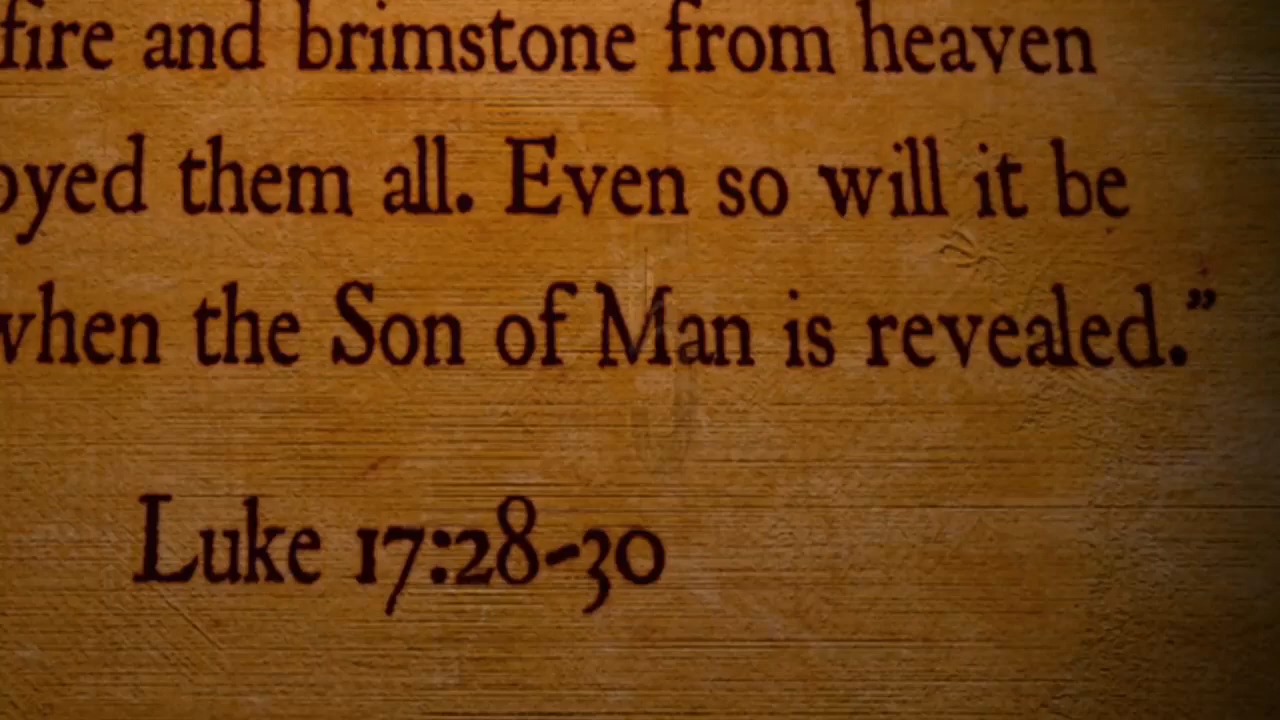 fire and brimstone from heaven
oyed them all. Even so will it be
when the Son of Man is revealed.”
Luke 17:28-30